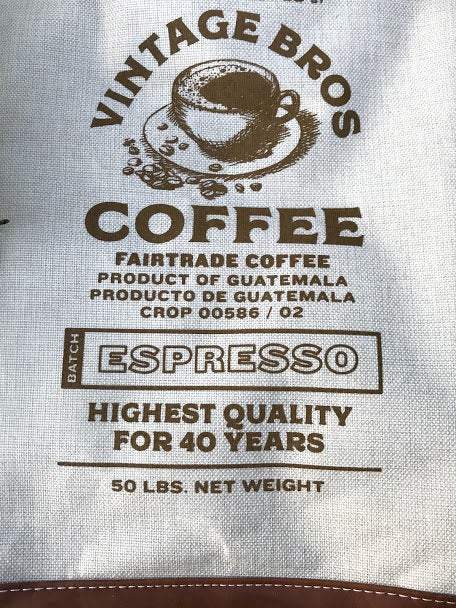 VINTAGE BROS
COFFEE
FAIRTRADE COFFEE
PRODUCT OF GUATEMALA
PRODUCTO DE GUATEMALA
CROP 00586 / 02
BATCH
ESPRESSO
HIGHEST QUALITY
FOR 40 YEARS
50 LBS. NET WEIGHT